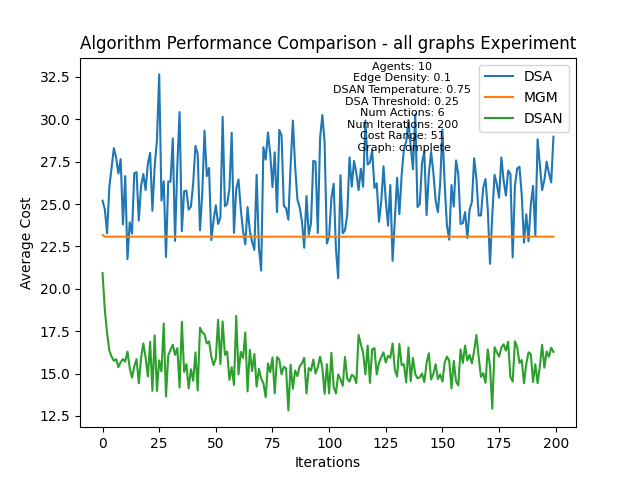 Algorithm Performance Comparison - all graphs Experiment
Agents: 10
Edge Density: 0.1
DSAN Temperature: 0.75
DSA Threshold: 0.25
Num Actions: 6
Num Iterations: 200
Cost Range: 51
Graph: complete
DSA
MGM
DSAN
Average Cost
32.5
30.0
27.5
25.0
22.5
20.0
17.5
15.0
12.5
0 25 50 75 100 125 150 175 200
Iterations